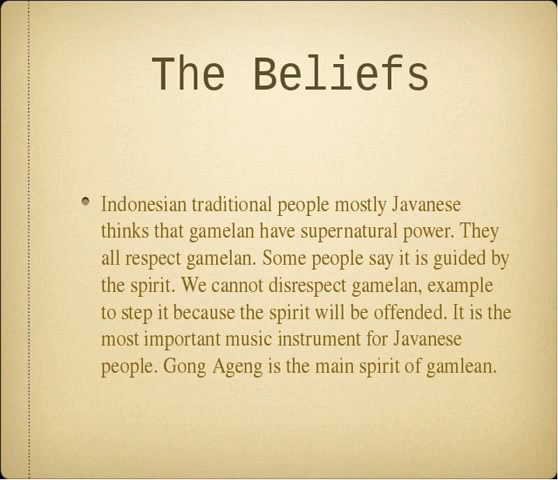 The Beliefs
Indonesian traditional people mostly Javanese
thinks that gamelan have supernatural power. They
all respect gamelan. Some people say it is guided by
the spirit. We cannot disrespect gamelan, example
to step it because the spirit will be offended. It is the
most important music instrument for Javanese
people. Gong Ageng is the main spirit of gamlean.